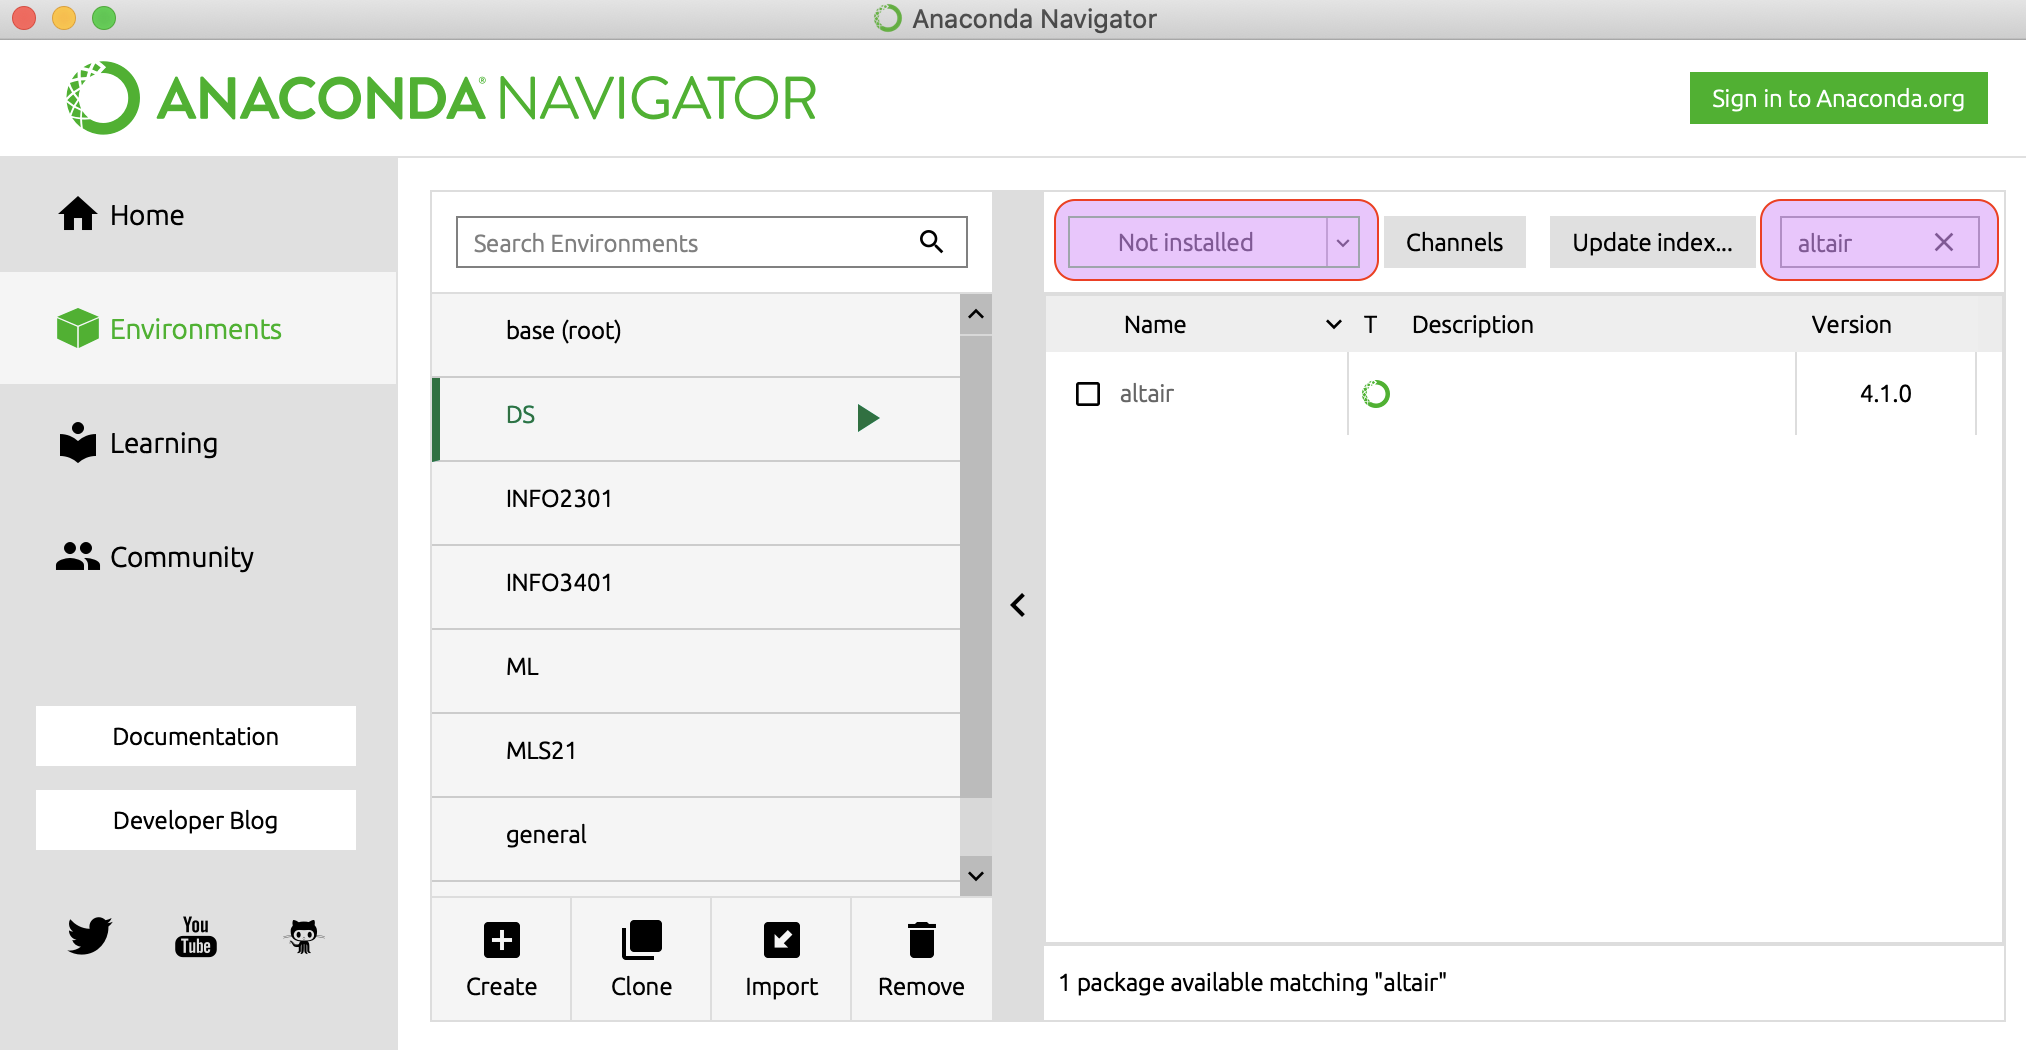 Anaconda Navigator
ANACONDA® NAVIGATOR
Sign in to Anaconda.org
Home
Environments
Learning
Community
Documentation
Developer Blog
You
Tube
Search Environments
base (root)
DS
INFO2301
INFO3401
ML
MLS21
general
Create
Clone
Import
Remove
Not installed
Channels
Update index...
altair
Name
T
Description
Version
altair
4.1.0
1 package available matching "altair"